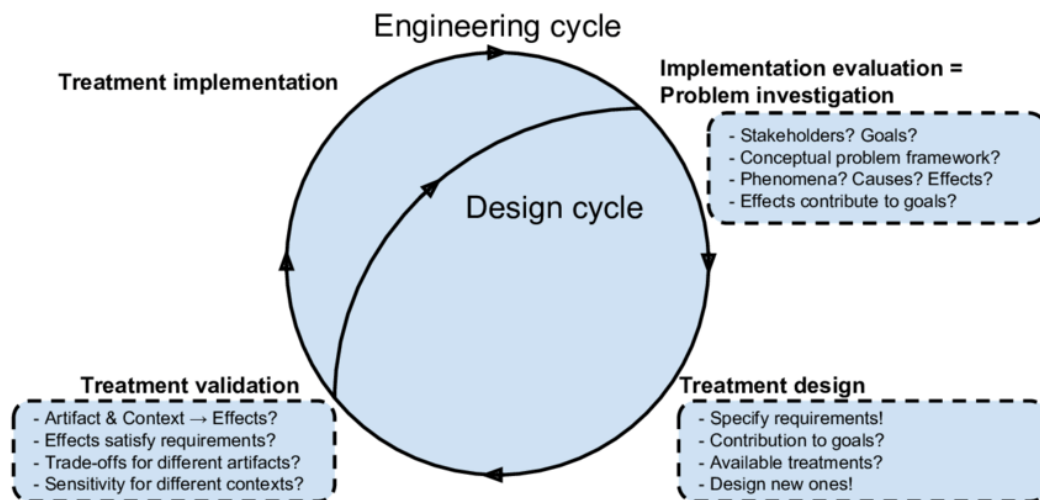 Engineering cycle
Treatment implementation
Implementation evaluation =
Problem investigation
- Stakeholders? Goals?
- Conceptual problem framework?
- Phenomena? Causes? Effects?
- Effects contribute to goals?
Design cycle
Treatment validation
- Artifact & Context → Effects?
- Effects satisfy requirements?
- Trade-offs for different artifacts?
- Sensitivity for different contexts?
Treatment design
- Specify requirements!
- Contribution to goals?
- Available treatments?
- Design new ones!